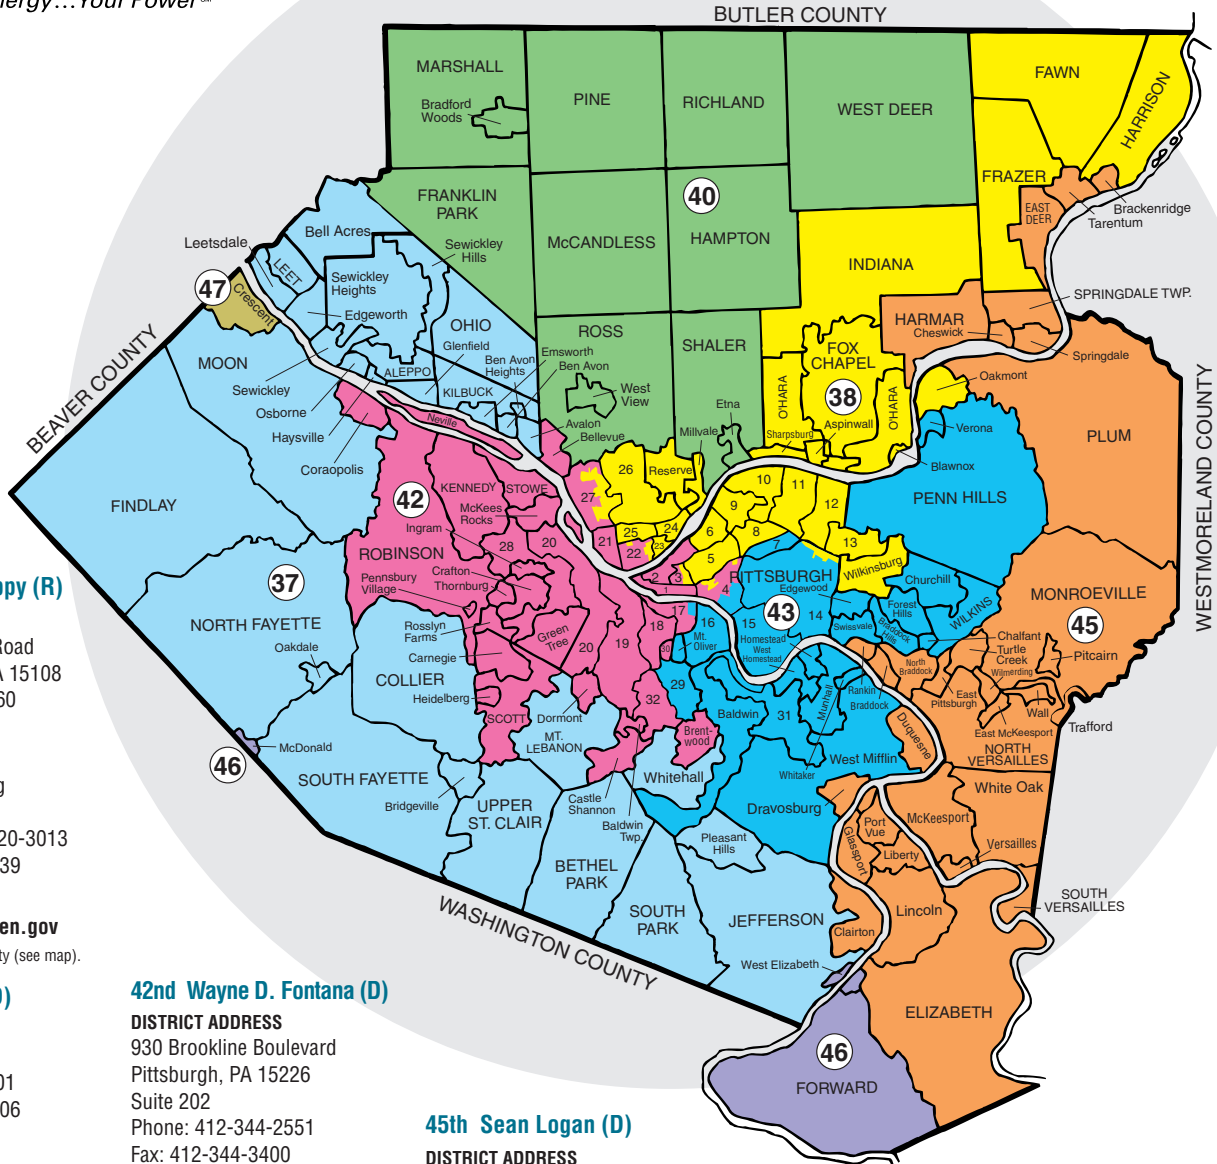 nergy...Your Power℠
BUTLER COUNTY
MARSHALL
Bradford
Woods
PINE
RICHLAND
WEST DEER
FAWN
HARRISON
FRAZER
EAST
DEER
Brackenridge
Tarentum
FRANKLIN
PARK
40
McCANDLESS
HAMPTON
INDIANA
Sewickley
Hills
Leetsdale
Bell Acres
LEET
Sewickley
Heights
Edgeworth
47
Crescent
SPRINGDALE TWP.
HARMAR
Cheswick
Springdale
BEAVER COUNTY
MOON
OHIO
Glenfield
Ben Avon
Heights
Emsworth
Ben Avon
ROSS
SHALER
FOX
CHAPEL
38
O'HARA
O'HARA
Oakmont
Sewickley
ALEPPO
KILBUCK
Osborne
Haysville
Coraopolis
Neville
Avalon
Bellevue
West
View
Etna
Millvale
Sharpsburg
Aspinwall
Verona
Blawnox
PLUM
WESTMORELAND COUNTY
FINDLAY
42
KENNEDY
STOWE
McKees
Rocks
Ingram
ROBINSON
Crafton
Thornburg
Pennsbury
Village
26
Reserve
27
10
11
12
9
8
6
25
24
23
21
22
5
7
13
Wilkinsburg
PENN HILLS
28
20
2
3
1
4
PITTSBURGH
Edgewood
43
14
15
16
17
18
19
20
30
Churchill
Forest
Hills
WILKINS
Swissvale
Braddock
Hills
MONROEVILLE
45
37
NORTH FAYETTE
Oakdale
COLLIER
Rosslyn
Farms
Carnegie
Heidelberg
Green
Tree
Mt.
Oliver
Homestead
West
Homestead
Chalfant
Turtle
Creek
Wilmerding
Pitcairn
North
Braddock
Rankin
Braddock
East
Pittsburgh
Wall
East McKeesport
Trafford
SCOTT
Dormont
MT.
LEBANON
32
29
Brent-
wood
Baldwin
31
Munhall
Whitaker
West Mifflin
Duquesne
NORTH
VERSAILLES
McDonald
46
SOUTH FAYETTE
Bridgeville
Castle
Shannon
Baldwin
Twp.
Whitehall
Dravosburg
White Oak
McKeesport
Port
Vue
Liberty
Glassport
Versailles
UPPER
ST. CLAIR
BETHEL
PARK
Pleasant
Hills
SOUTH
PARK
JEFFERSON
Lincoln
Clairton
SOUTH
VERSAILLES
WASHINGTON COUNTY
West Elizabeth
ELIZABETH
46
FORWARD
ppy (R)
Road
A 15108
60
g
20-3013
39
en.gov
ty (see map).
)
01
06
42nd Wayne D. Fontana (D)
DISTRICT ADDRESS
930 Brookline Boulevard
Pittsburgh, PA 15226
Suite 202
Phone: 412-344-2551
Fax: 412-344-3400
45th Sean Logan (D)
DISTRICT ADDRESS